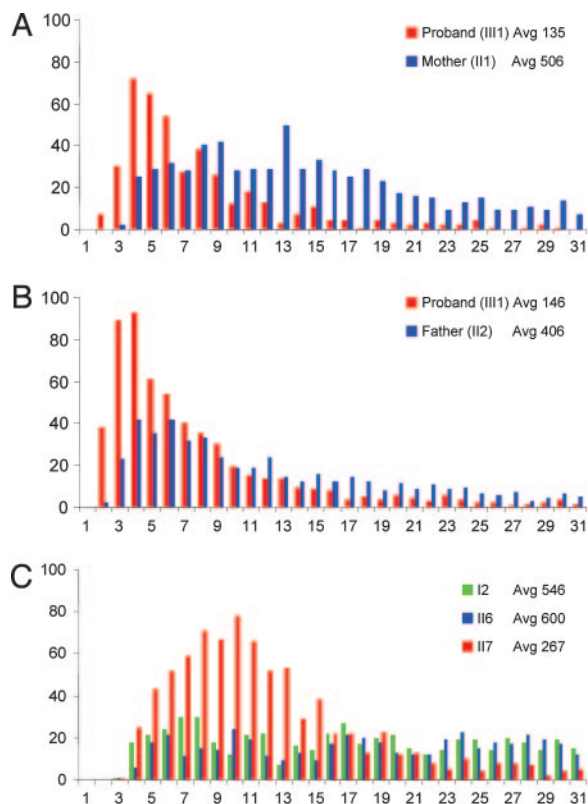 A
100
80
60
40
20
0
Proband (III1) Avg 135
Mother (II1) Avg 506
1 3 5 7 9 11 13 15 17 19 21 23 25 27 29 31
B
100
80
60
40
20
0
Proband (III1) Avg 146
Father (II2) Avg 406
1 3 5 7 9 11 13 15 17 19 21 23 25 27 29 31
C
100
80
60
40
20
0
I2 Avg 546
II6 Avg 600
II7 Avg 267
1 3 5 7 9 11 13 15 17 19 21 23 25 27 29 31